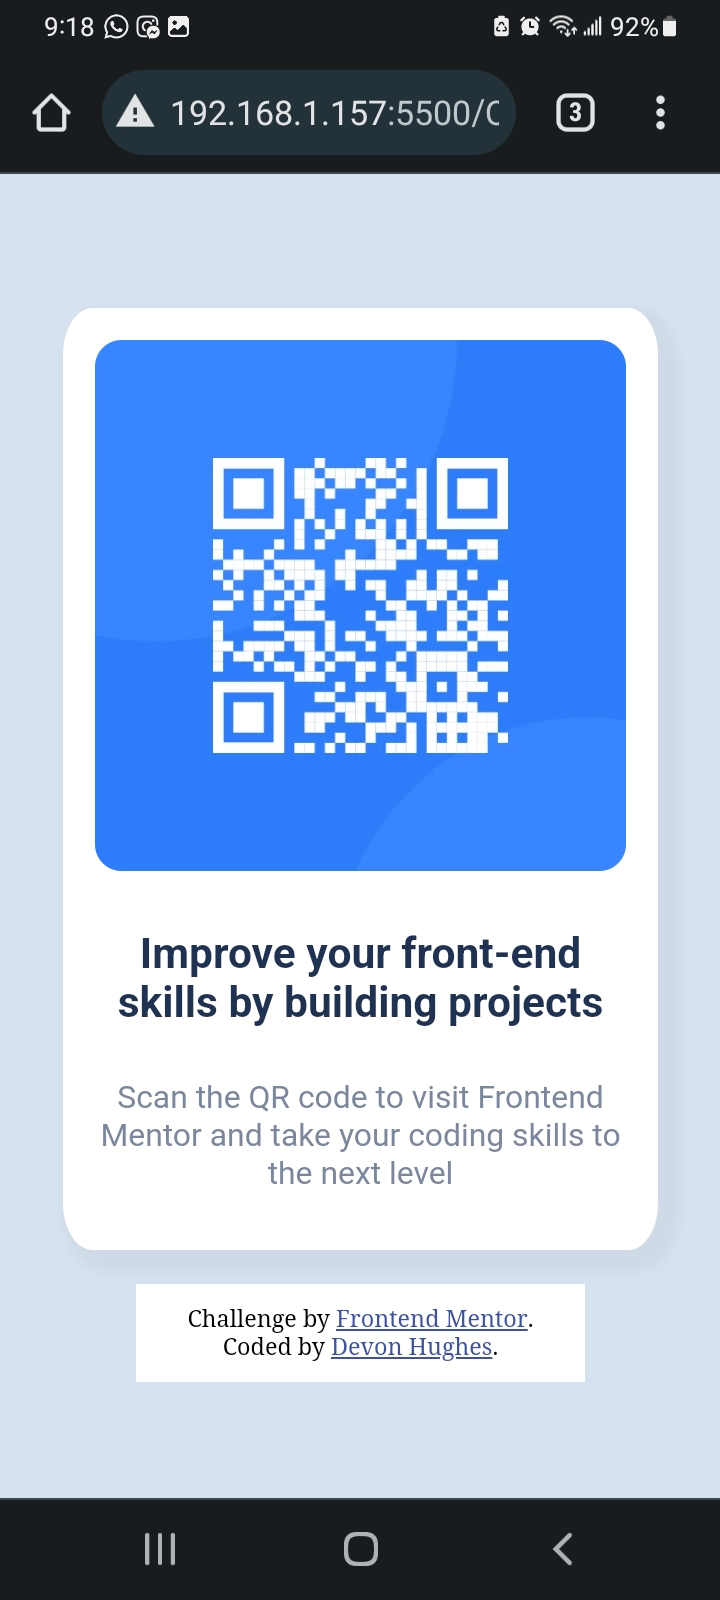 9:18 92%
192.168.1.157:5500/ 3
Improve your front-end
skills by building projects
Scan the QR code to visit Frontend
Mentor and take your coding skills to
the next level
Challenge by Frontend Mentor.
Coded by Devon Hughes.